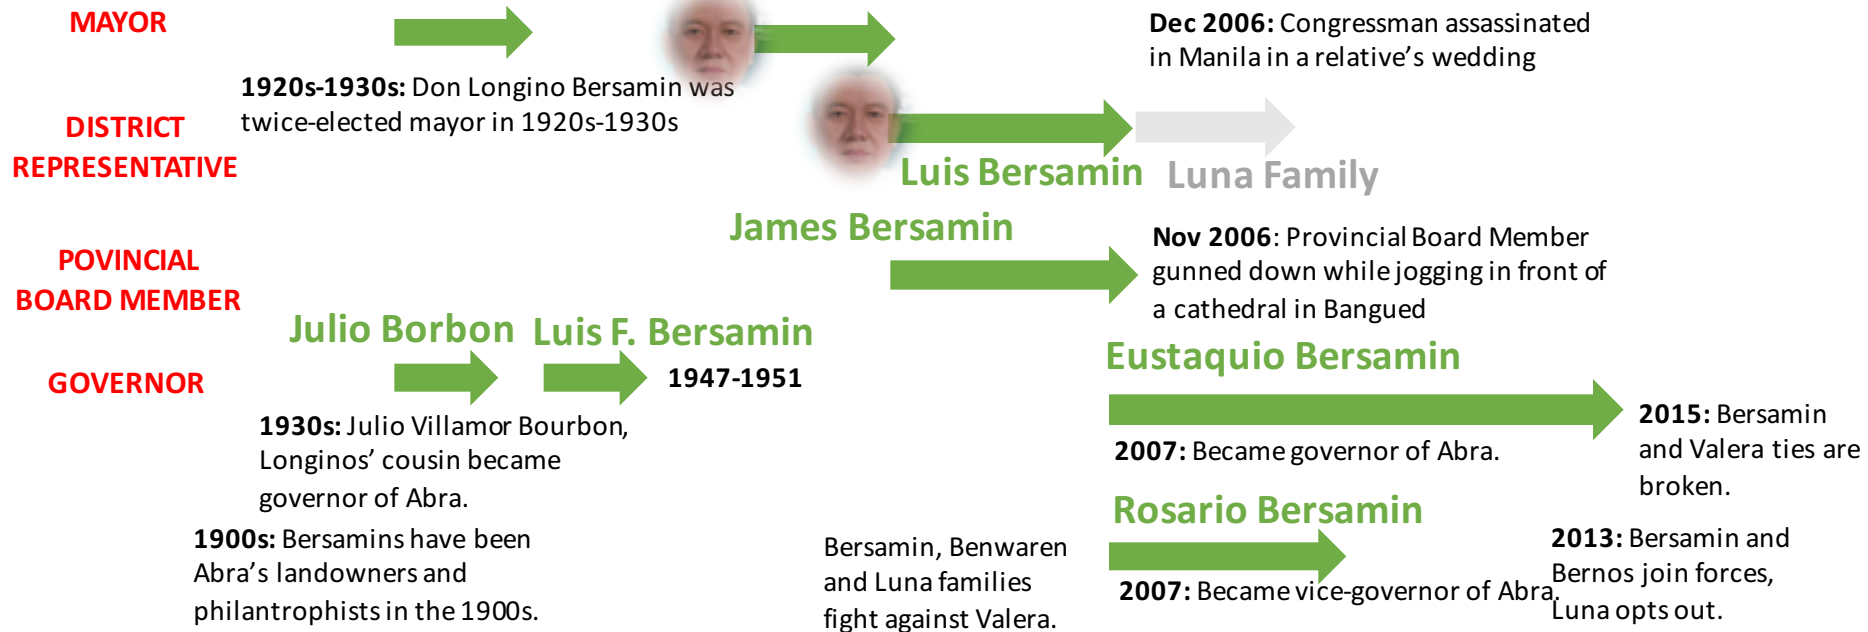 MAYOR
Dec 2006: Congressman assassinated
in Manila in a relative's wedding
1920s-1930s: Don Longino Bersamin was
twice-elected mayor in 1920s-1930s
DISTRICT
REPRESENTATIVE
Luis Bersamin
Luna Family
James Bersamin
POVINCIAL
BOARD MEMBER
Nov 2006: Provincial Board Member
gunned down while jogging in front of
a cathedral in Bangued
Julio Borbon
Luis F. Bersamin
Eustaquio Bersamin
GOVERNOR
1947-1951
1930s: Julio Villamor Bourbon,
Longinos' cousin became
governor of Abra.
2007: Became governor of Abra.
2015: Bersamin
and Valera ties are
broken.
Rosario Bersamin
1900s: Bersamins have been
Abra's landowners and
philantrophists in the 1900s.
Bersamin, Benwaren
and Luna families
fight against Valera.
2007: Became vice-governor of Abra.
2013: Bersamin and
Bernos join forces,
Luna opts out.